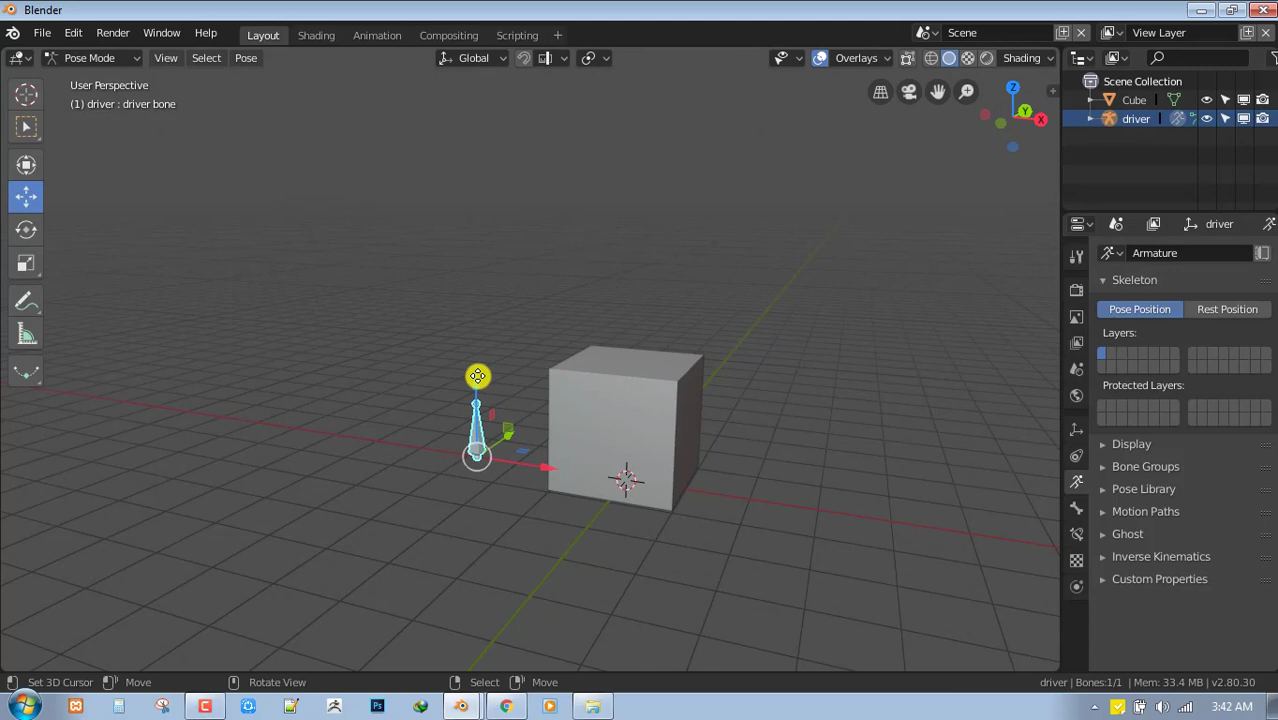 Blender
File Edit Render Window Help
Layout Shading Animation Compositing Scripting +
Scene
View Layer
Pose Mode View Select Pose
Global
Overlays
Shading
User Perspective
(1) driver : driver bone
Z
Y
X
Scene Collection
Cube
driver
driver
Armature
Skeleton
Pose Position Rest Position
Layers:
Protected Layers:
Display
Bone Groups
Pose Library
Motion Paths
Ghost
Inverse Kinematics
Custom Properties
Set 3D Cursor Move Rotate View Select Move
driver | Bones:1/1 | Mem: 33.4 MB | v2.80.30
3:42 AM